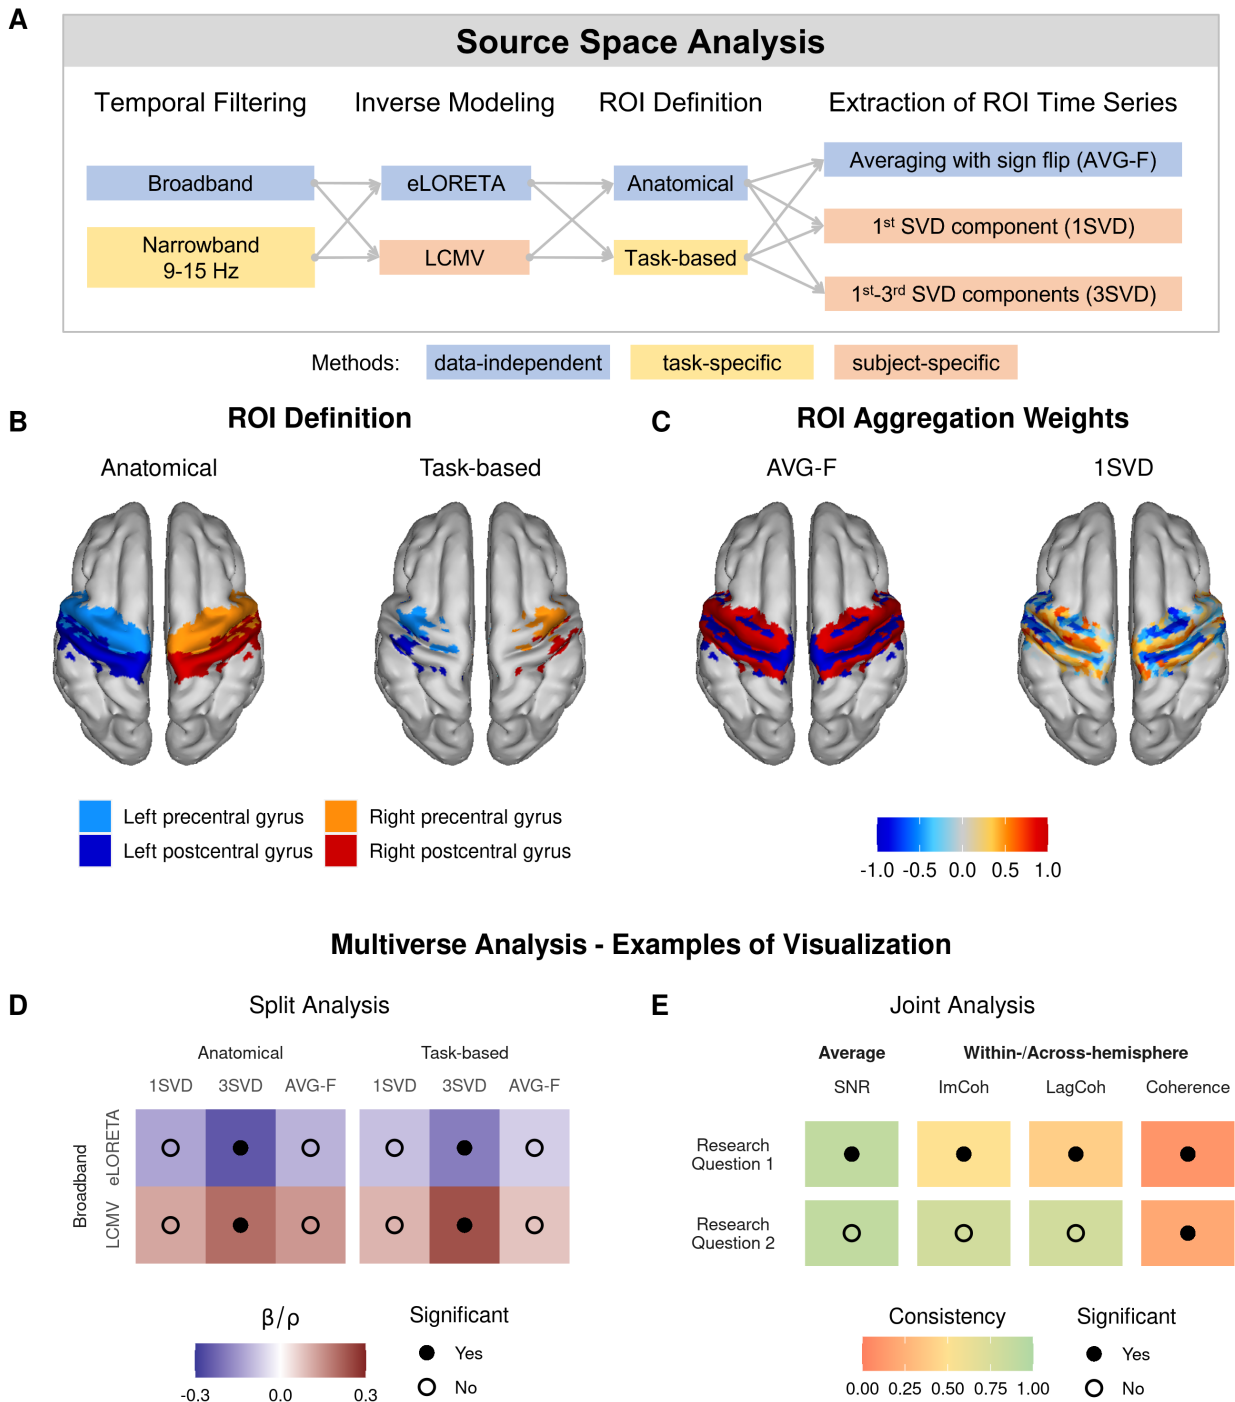 A
Source Space Analysis
Temporal Filtering
Inverse Modeling
ROI Definition
Extraction of ROI Time Series
Broadband
eLORETA
Anatomical
Averaging with sign flip (AVG-F)
Narrowband
9-15 Hz
LCMV
Task-based
1st SVD component (1SVD)
1st-3rd SVD components (3SVD)
Methods:
data-independent
task-specific
subject-specific
B
ROI Definition
Anatomical
Task-based
Left precentral gyrus
Right precentral gyrus
Left postcentral gyrus
Right postcentral gyrus
C
ROI Aggregation Weights
AVG-F
1SVD
-1.0 -0.5 0.0 0.5 1.0
Multiverse Analysis - Examples of Visualization
D
Split Analysis
Anatomical
Task-based
1SVD 3SVD AVG-F
1SVD 3SVD AVG-F
Broadband
eLORETA
LCMV
β/ρ
-0.3 0.0 0.3
Significant
Yes
No
E
Joint Analysis
Average
Within-/Across-hemisphere
SNR
ImCoh
LagCoh
Coherence
Research
Question 1
Research
Question 2
Consistency
0.00 0.25 0.50 0.75 1.00
Significant
Yes
No